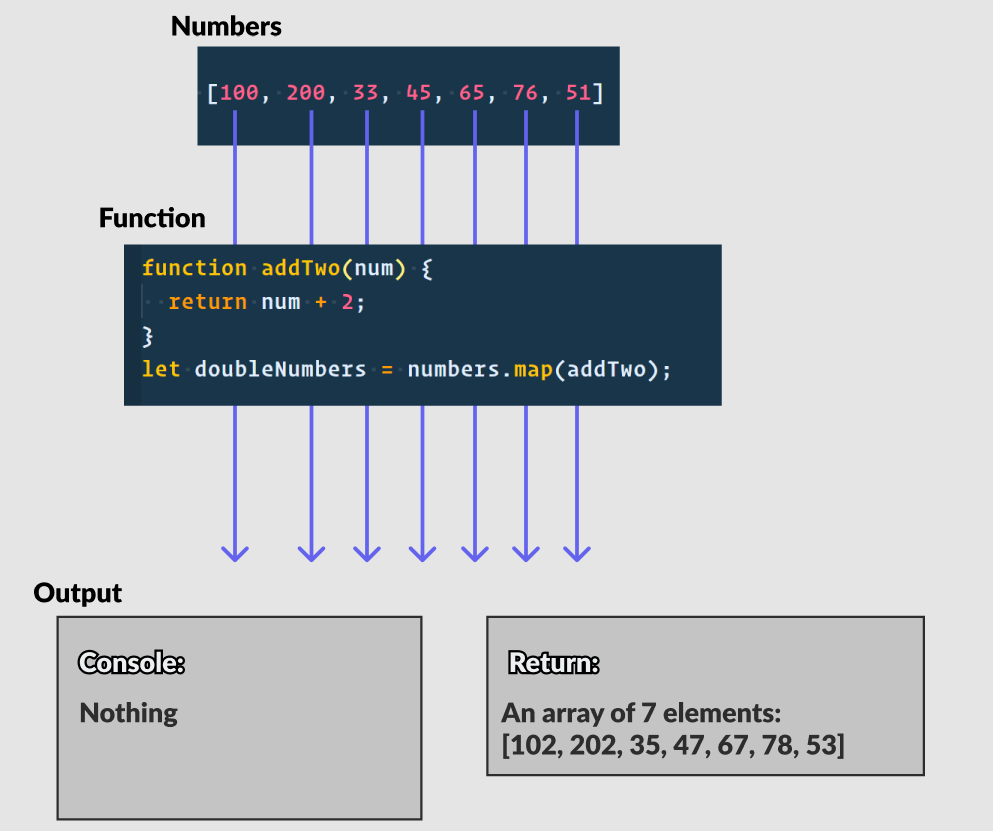 Numbers
[100, 200, 33, 45, 65, 76, 51]
Function
function addTwo(num) {
return num + 2;
}
let doubleNumbers = numbers.map(addTwo);
Output
Console:
Nothing
Return:
An array of 7 elements:
[102, 202, 35, 47, 67, 78, 53]